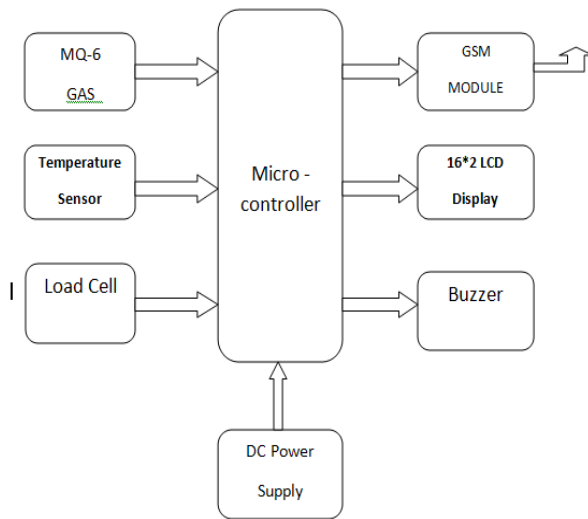 MQ-6
GAS
Temperature
Sensor
Load Cell
Micro -
controller
GSM
MODULE
16*2 LCD
Display
Buzzer
DC Power
Supply